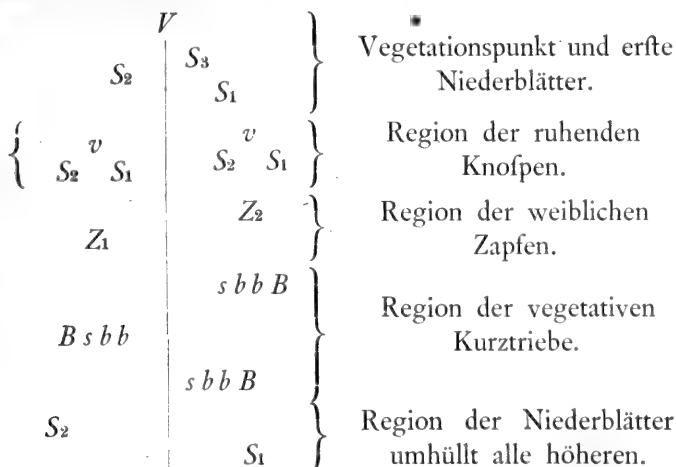 V
S₂ S₃
S₁
Vegetationspunkt und erſte
Niederblätter.
v v
S₂ S₁ S₂ S₁
Region der ruhenden
Knoſpen.
Z₂
Z₁
Region der weiblichen
Zapfen.
s b b B
B s b b
s b b B
Region der vegetativen
Kurztriebe.
S₂
S₁
Region der Niederblätter
umhüllt alle höheren.